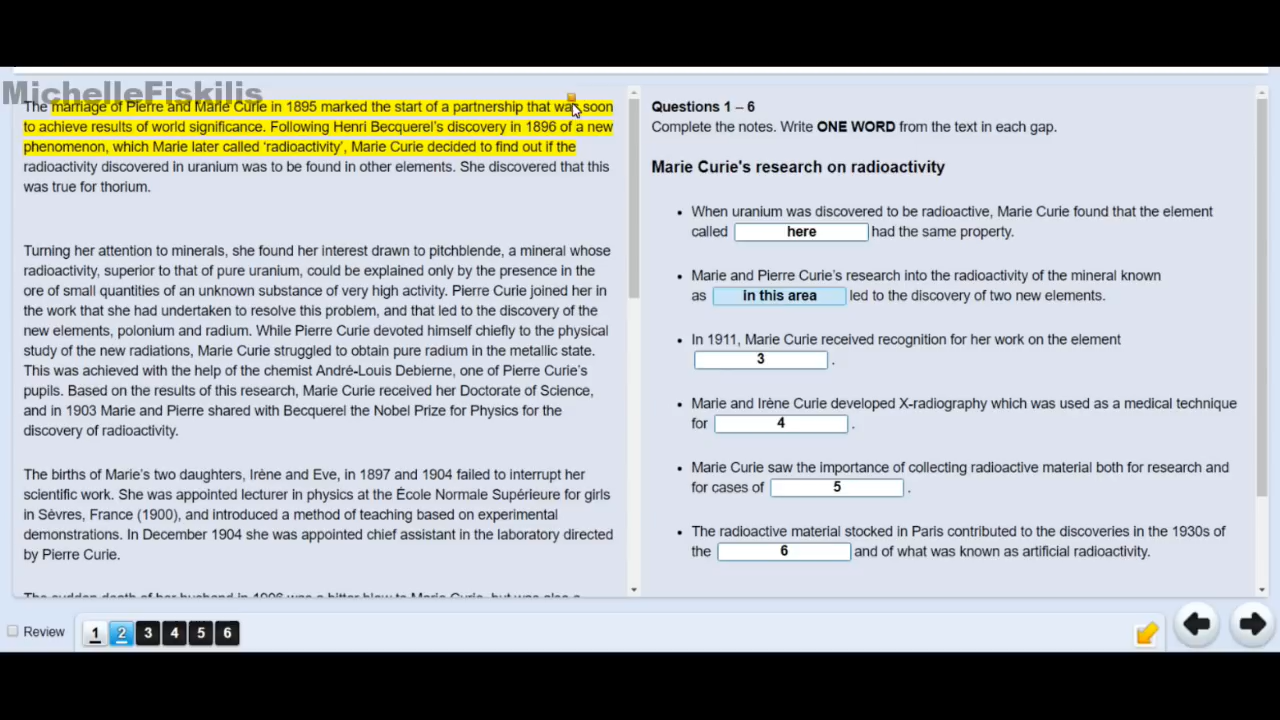 MichelleFiskilis
The marriage of Pierre and Marie Curie in 1895 marked the start of a partnership that was soon
to achieve results of world significance. Following Henri Becquerel's discovery in 1896 of a new
phenomenon, which Marie later called 'radioactivity', Marie Curie decided to find out if the
radioactivity discovered in uranium was to be found in other elements. She discovered that this
was true for thorium.
Turning her attention to minerals, she found her interest drawn to pitchblende, a mineral whose
radioactivity, superior to that of pure uranium, could be explained only by the presence in the
ore of small quantities of an unknown substance of very high activity. Pierre Curie joined her in
the work that she had undertaken to resolve this problem, and that led to the discovery of the
new elements, polonium and radium. While Pierre Curie devoted himself chiefly to the physical
study of the new radiations, Marie Curie struggled to obtain pure radium in the metallic state.
This was achieved with the help of the chemist André-Louis Debierne, one of Pierre Curie's
pupils. Based on the results of this research, Marie Curie received her Doctorate of Science,
and in 1903 Marie and Pierre shared with Becquerel the Nobel Prize for Physics for the
discovery of radioactivity.
The births of Marie's two daughters, Irène and Eve, in 1897 and 1904 failed to interrupt her
scientific work. She was appointed lecturer in physics at the École Normale Supérieure for girls
in Sèvres, France (1900), and introduced a method of teaching based on experimental
demonstrations. In December 1904 she was appointed chief assistant in the laboratory directed
by Pierre Curie.
The sudden death of her husband in 1906 was a bitter blow to Marie Curie, but was also a
Questions 1 – 6
Complete the notes. Write ONE WORD from the text in each gap.
Marie Curie's research on radioactivity
• When uranium was discovered to be radioactive, Marie Curie found that the element
called here had the same property.
• Marie and Pierre Curie's research into the radioactivity of the mineral known
as in this area led to the discovery of two new elements.
• In 1911, Marie Curie received recognition for her work on the element
3 .
• Marie and Irène Curie developed X-radiography which was used as a medical technique
for 4 .
• Marie Curie saw the importance of collecting radioactive material both for research and
for cases of 5 .
• The radioactive material stocked in Paris contributed to the discoveries in the 1930s of
the 6 and of what was known as artificial radioactivity.
Review 1 2 3 4 5 6